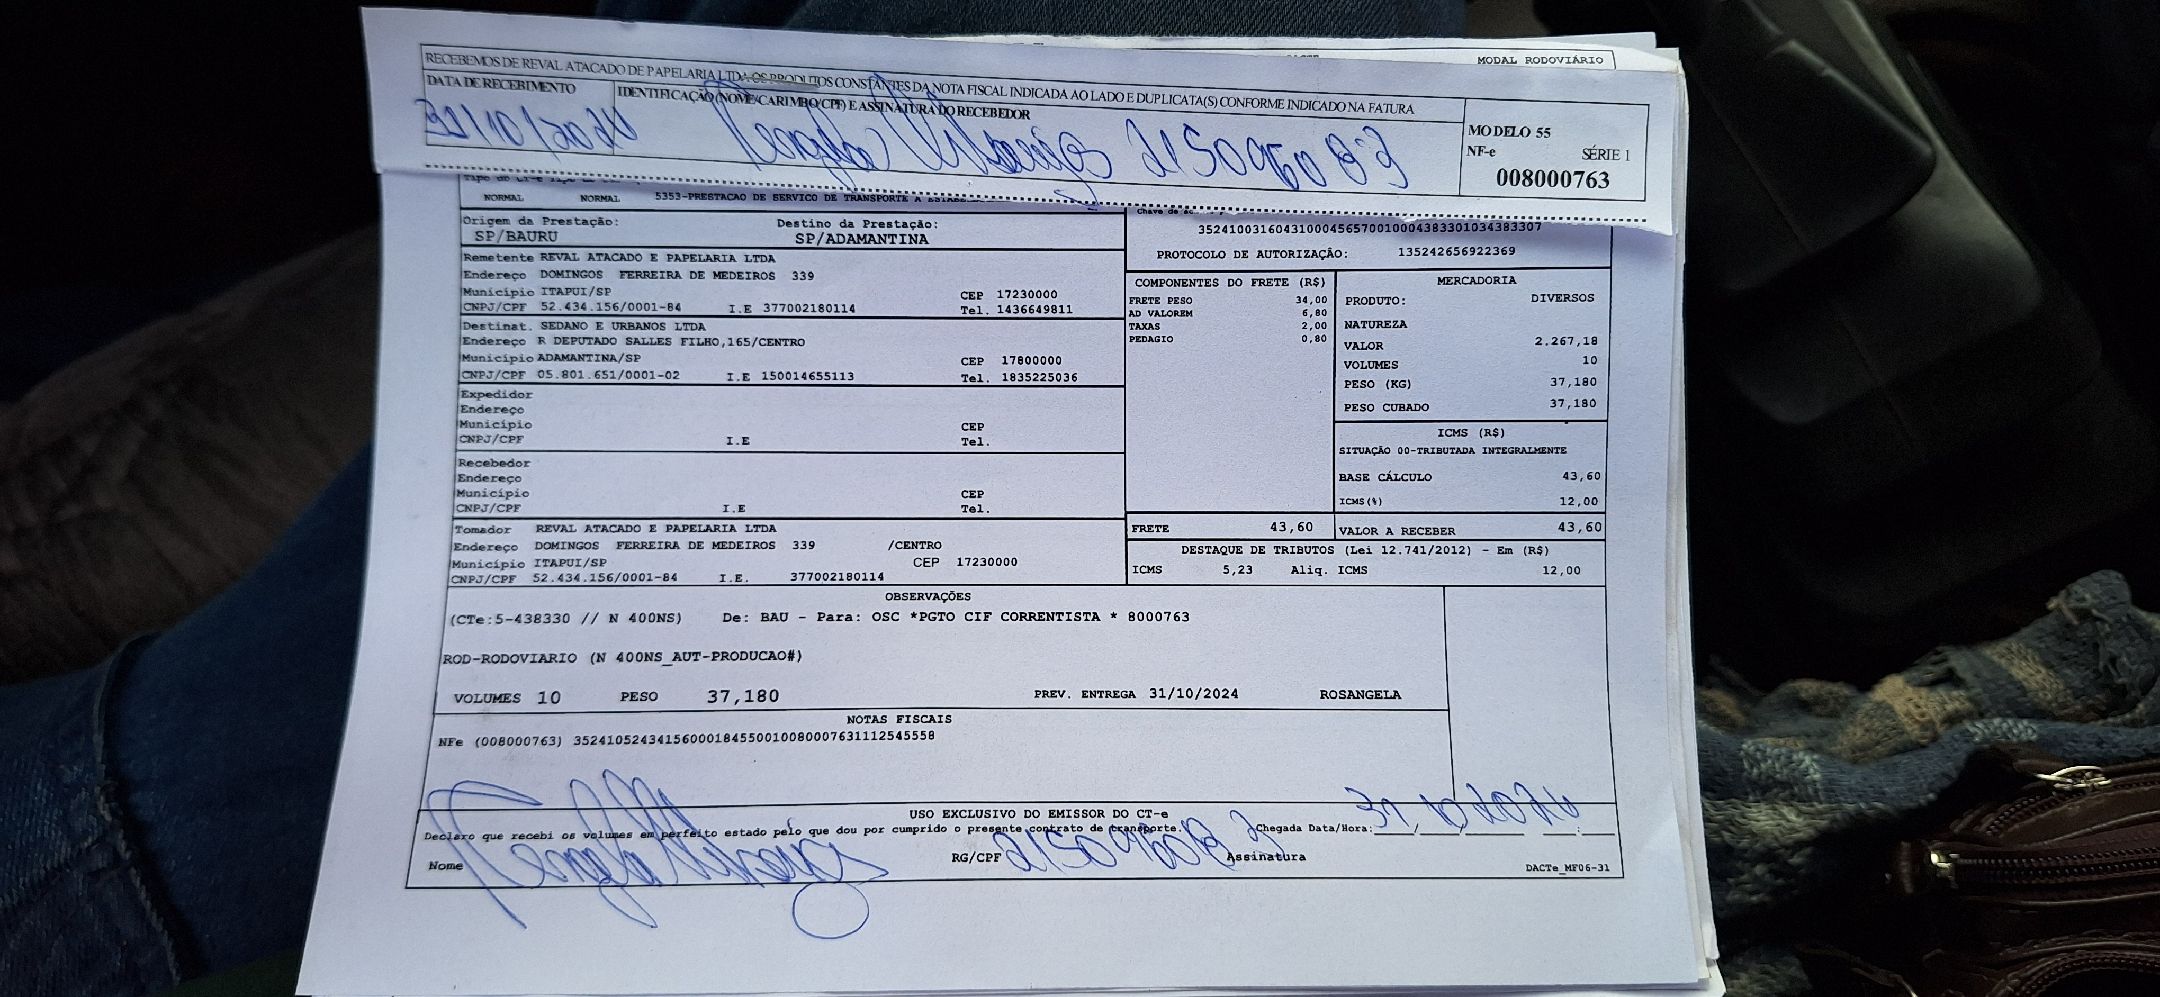 MODAL RODOVIÁRIO
RECEBEMOS DE REVAL ATACADO DE PAPELARIA LTDA OS PRODUTOS CONSTANTES DA NOTA FISCAL INDICADA AO LADO E DUPLICATA(S) CONFORME INDICADO NA FATURA
DATA DE RECEBIMENTO IDENTIFICAÇÃO (NOME/CARIMBO/CPF) E ASSINATURA DO RECEBEDOR
31/10/2024
MODELO 55
NF-e SÉRIE 1
008000763
NORMAL NORMAL 5353-PRESTACAO DE SERVICO DE TRANSPORTE A
Origem da Prestação: Destino da Prestação:
SP/BAURU SP/ADAMANTINA
Remetente REVAL ATACADO E PAPELARIA LTDA
Endereço DOMINGOS FERREIRA DE MEDEIROS 339
Município ITAPUI/SP CEP 17230000
CNPJ/CPF 52.434.156/0001-84 I.E 377002180114 Tel. 1436649811
Destinat. SEDANO E URBANOS LTDA
Endereço R DEPUTADO SALLES FILHO,165/CENTRO
Município ADAMANTINA/SP CEP 17800000
CNPJ/CPF 05.801.651/0001-02 I.E 150014655113 Tel. 1835225036
Expedidor
Endereço
Município CEP
CNPJ/CPF I.E Tel.
Recebedor
Endereço
Município CEP
CNPJ/CPF I.E Tel.
Tomador REVAL ATACADO E PAPELARIA LTDA
Endereço DOMINGOS FERREIRA DE MEDEIROS 339 /CENTRO
Município ITAPUI/SP CEP 17230000
CNPJ/CPF 52.434.156/0001-84 I.E. 377002180114
PROTOCOLO DE AUTORIZAÇÃO: 135242656922369
COMPONENTES DO FRETE (R$)
FRETE PESO 34,00
AD VALOREM 6,80
TAXAS 2,00
PEDAGIO 0,80
MERCADORIA
PRODUTO: DIVERSOS
NATUREZA
VALOR 2.267,18
VOLUMES 10
PESO (KG) 37,180
PESO CUBADO 37,180
ICMS (R$)
SITUAÇÃO 00-TRIBUTADA INTEGRALMENTE
BASE CÁLCULO 43,60
ICMS(%) 12,00
FRETE 43,60 VALOR A RECEBER 43,60
DESTAQUE DE TRIBUTOS (Lei 12.741/2012) - Em (R$)
ICMS 5,23 Aliq. ICMS 12,00
OBSERVAÇÕES
(CTe:5-438330 // N 400NS) De: BAU - Para: OSC *PGTO CIF CORRENTISTA * 8000763
ROD-RODOVIARIO (N 400NS_AUT-PRODUCAO#)
VOLUMES 10 PESO 37,180 PREV. ENTREGA 31/10/2024 ROSANGELA
NOTAS FISCAIS
NFe (008000763) 35241052434156000184550010080007631112545558
USO EXCLUSIVO DO EMISSOR DO CT-e
Declaro que recebi os volumes em perfeito estado pelo que dou por cumprido o presente contrato de transporte. Chegada Data/Hora: 31 10 2024
Nome RG/CPF Assinatura
DACTe_MF06-31